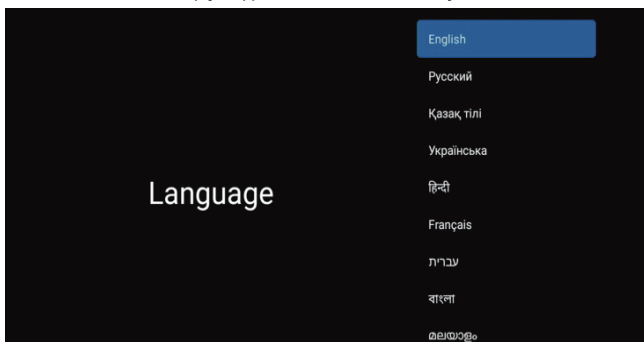 Language
English
Русский
Қазақ тілі
Українська
हिन्दी
Français
עברית
বাংলা
മലയാളം